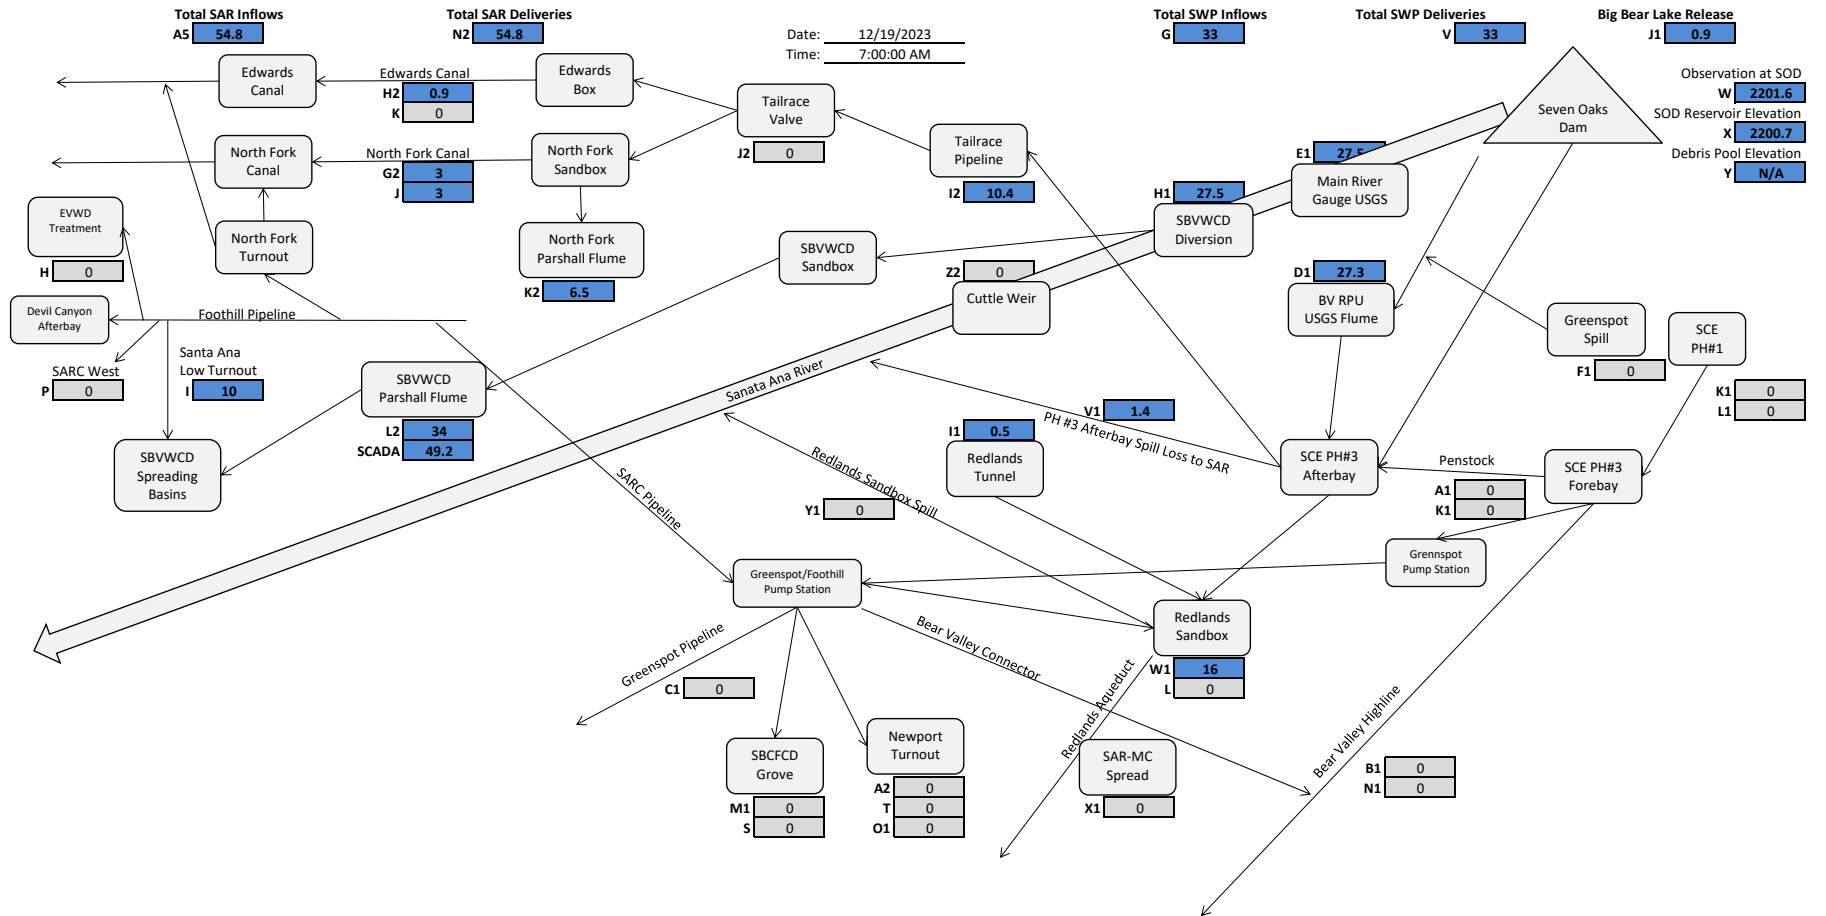 Total SAR Inflows
A5 54.8
Total SAR Deliveries
N2 54.8
Date: 12/19/2023
Time: 7:00:00 AM
Total SWP Inflows
G 33
Total SWP Deliveries
V 33
Big Bear Lake Release
J1 0.9
Observation at SOD
W 2201.6
SOD Reservoir Elevation
X 2200.7
Debris Pool Elevation
Y N/A
Edwards
Canal
Edwards Canal
H2 0.9
K 0
Edwards
Box
Tailrace
Valve
J2 0
Tailrace
Pipeline
I2 10.4
Seven Oaks
Dam
E1 27.5
Main River
Gauge USGS
H1 27.5
SBVWCD
Diversion
North Fork
Canal
North Fork Canal
G2 3
J 3
North Fork
Sandbox
EVWD
Treatment
H 0
North Fork
Turnout
North Fork
Parshall Flume
K2 6.5
SBVWCD
Sandbox
Z2 0
Cuttle Weir
D1 27.3
BV RPU
USGS Flume
Greenspot
Spill
F1 0
SCE
PH#1
K1 0
L1 0
Devil Canyon
Afterbay
Foothill Pipeline
SARC West
P 0
Santa Ana
Low Turnout
I 10
SBVWCD
Parshall Flume
L2 34
SCADA 49.2
Sanata Ana River
V1 1.4
PH #3 Afterbay Spill Loss to SAR
I1 0.5
Redlands
Tunnel
SCE PH#3
Afterbay
Penstock
A1 0
K1 0
SCE PH#3
Forebay
SBVWCD
Spreading
Basins
SARC Pipeline
Redlands Sandbox Spill
Y1 0
Grennspot
Pump Station
Greenspot/Foothill
Pump Station
Redlands
Sandbox
W1 16
L 0
Greenspot Pipeline
C1 0
Bear Valley Connector
Redlands Aqueduct
Bear Valley Highline
SBCFCD
Grove
M1 0
S 0
Newport
Turnout
A2 0
T 0
O1 0
SAR-MC
Spread
X1 0
B1 0
N1 0